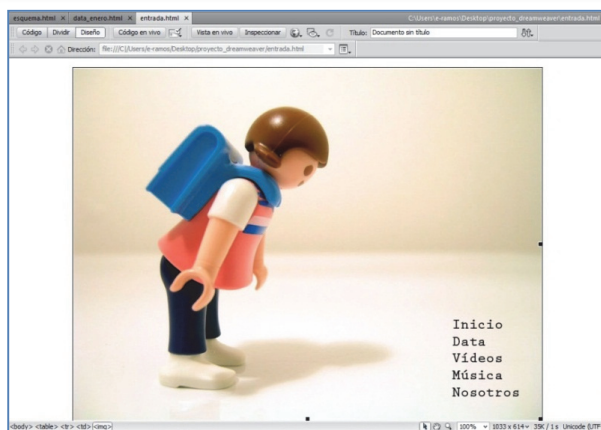 esquema.html × data_enero.html × entrada.html × C:\Users\e-ramos\Desktop\proyecto_dreamweaver\entrada.html
Código Dividir Diseño Código en vivo Vista en vivo Inspeccionar Título: Documento sin título
Dirección: file:///C|/Users/e-ramos/Desktop/proyecto_dreamweaver/entrada.html
Inicio
Data
Vídeos
Música
Nosotros
<body> <table> <tr> <td> <img> 100% 1033 x 614 35K / 1 s Unicode (UTF